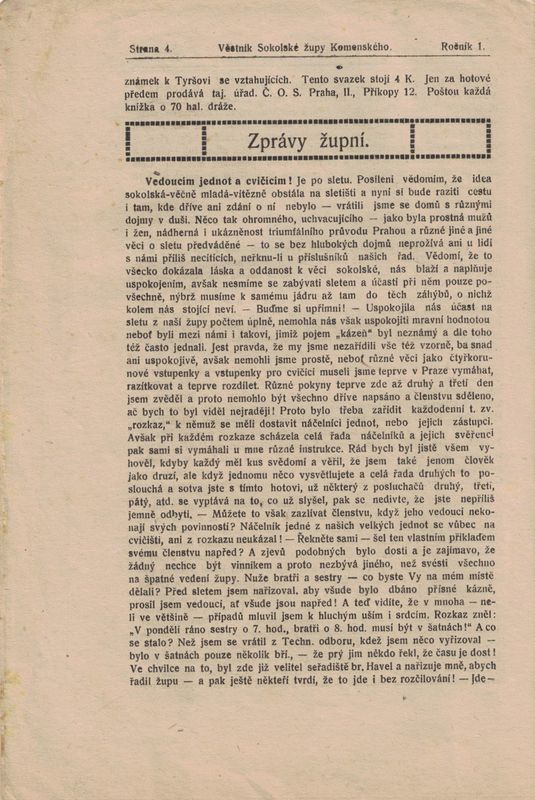 Strana 4. Věstník Sokolské župy Komenského. Ročník 1.
známek k Tyršovi se vztahujících. Tento svazek stojí 4 K. Jen za hotové
předem prodává taj. úřad. Č. O. S. Praha, II., Příkopy 12. Poštou každá
knížka o 70 hal. dráže.
Zprávy župní.
Vedoucím jednot a cvičícím! Je po sletu. Posíleni vědomím, že idea
sokolská-věčně mladá-vítězně obstála na sletišti a nyní si bude raziti cestu
i tam, kde dříve ani zdání o ní nebylo — vrátili jsme se domů s různými
dojmy v duši. Něco tak ohromného, uchvacujícího — jako byla prostná mužů
i žen, nádherná i ukázněnost triumfálního průvodu Prahou a různé jiné a jiné
věci o sletu předváděné — to se bez hlubokých dojmů neprožívá ani u lidí
s námi příliš necítících, neřknu-li u příslušníků našich řad. Vědomí, že to
všecko dokázala láska a oddanost k věci sokolské, nás blaží a naplňuje
uspokojením, avšak nesmíme se zabývati sletem a účastí při něm pouze po-
všechně, nýbrž musíme k samému jádru až tam do těch záhybů, o nichž
kolem nás stojící neví. — Buďme si upřímní! — Uspokojila nás účast na
sletu z naší župy počtem úplně, nemohla nás však uspokojiti mravní hodnotou
neboť byli mezi námi i takoví, jimiž pojem „kázeň" byl neznámý a dle toho
též často jednali. Jest pravda, že my jsme nezařídili vše též vzorně, ba snad
ani uspokojivě, avšak nemohli jsme prostě, neboť různé věci jako čtyřkoru-
nové vstupenky a vstupenky pro cvičící museli jsme teprve v Praze vymáhat,
razítkovat a teprve rozdílet. Různé pokyny teprve zde až druhý a třetí den
jsem zvěděl a proto nemohlo být všechno dříve napsáno a členstvu sděleno,
ač bych to byl viděl nejraději! Proto bylo třeba zařídit každodenní t. zv.
„rozkaz," k němuž se měli dostavit náčelníci jednot, nebo jejich zástupci.
Avšak při každém rozkaze scházela celá řada náčelníků a jejich svěřenci
pak sami si vymáhali u mne různé instrukce. Rád bych byl jistě všem vy-
hověl, kdyby každý měl kus svědomí a věřil, že jsem také jenom člověk
jako druzí, ale když jednomu něco vysvětlujete a celá řada druhých to po-
slouchá a sotva jste s tímto hotovi, už některý z posluchačů druhý, třetí,
pátý, atd. se vyptává na to, co už slyšel, pak se nedivte, že jste nepříliš
jemně odbyti. — Můžete to však zazlívat členstvu, když jeho vedoucí neko-
nají svých povinností? Náčelník jedné z našich velkých jednot se vůbec na
cvičišti, ani z rozkazu neukázal! — Řekněte sami — šel ten vlastním příkladem
svému členstvu napřed? A zjevů podobných bylo dosti a je zajímavo, že
žádný nechce být vinníkem a proto nezbývá jiného, než svésti všechno
na špatné vedení župy. Nuže bratři a sestry — co byste Vy na mém místě
dělali? Před sletem jsem nařizoval, aby všude bylo dbáno přísné kázně,
prosil jsem vedoucí, ať všude jsou napřed! A teď vidíte, že v mnoha — ne-
li ve většině — případů mluvil jsem k hluchým uším i srdcím. Rozkaz zněl:
„V pondělí ráno sestry o 7. hod., bratři o 8. hod. musí být v šatnách!" A co
se stalo? Než jsem se vrátil z Techn. odboru, kdež jsem něco vyřizoval —
bylo v šatnách pouze několik bří., — že prý jim někdo řekl, že času je dost!
Ve chvilce na to, byl zde již velitel seřadiště br. Havel a nařizuje mně, abych
řadil župu — a pak ještě někteří tvrdí, že to jde i bez rozčilování! — Jde—